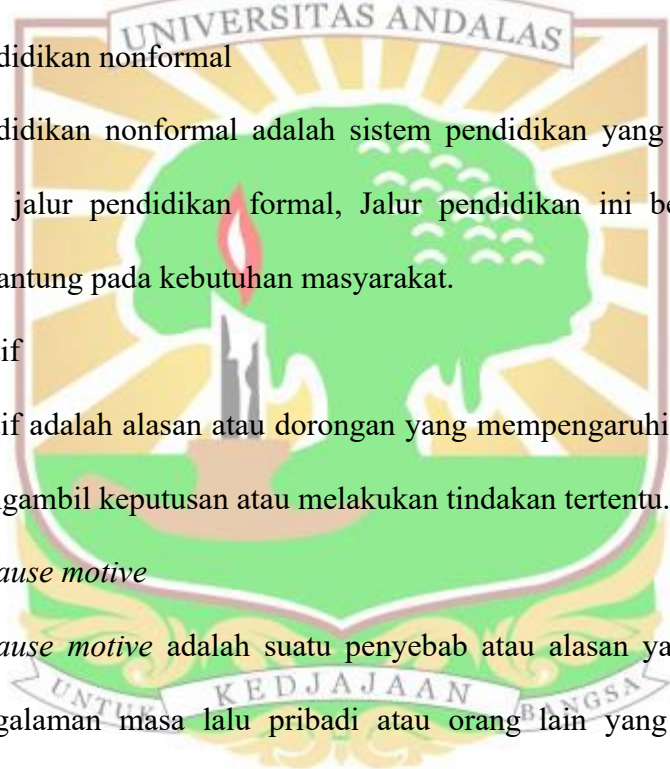 UNIVERSITAS ANDALAS
didikan nonformal
didikan nonformal adalah sistem pendidikan yang
jalur pendidikan formal, Jalur pendidikan ini be
antung pada kebutuhan masyarakat.
if
if adalah alasan atau dorongan yang mempengaruhi
ngambil keputusan atau melakukan tindakan tertentu.
ause motive
ause motive adalah suatu penyebab atau alasan ya
galaman masa lalu pribadi atau orang lain yang
UNTUK KEDJAJAAN BANGSA